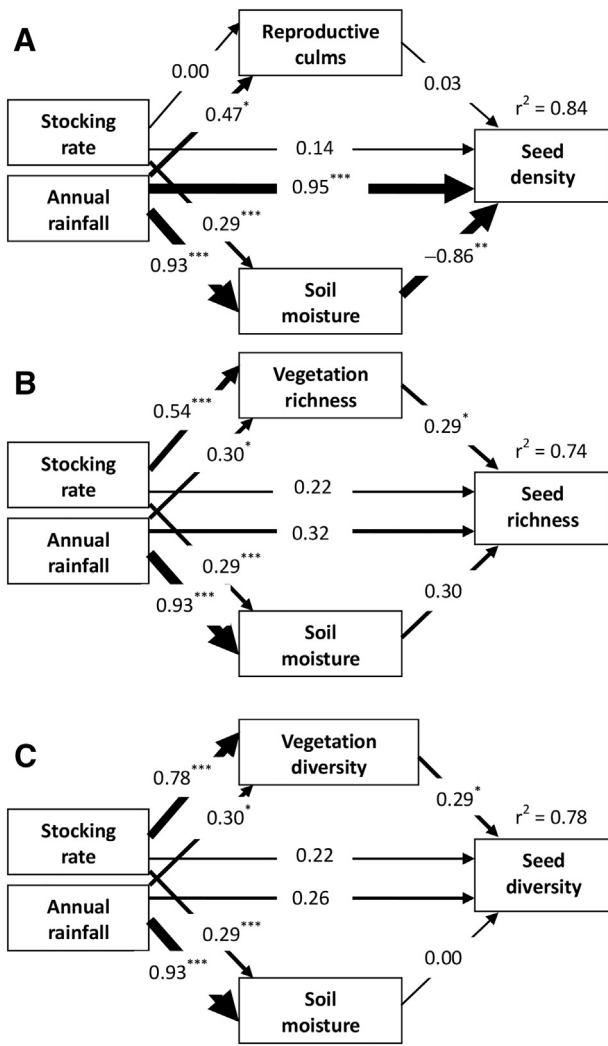 A
Reproductive
culms
0.00
0.03
0.47*
r² = 0.84
Stocking
rate
0.14
Seed
density
0.95***
Annual
rainfall
0.29***
0.93***
−0.86**
Soil
moisture
B
Vegetation
richness
0.54***
0.29*
0.30*
r² = 0.74
Stocking
rate
0.22
Seed
richness
0.32
Annual
rainfall
0.29***
0.93***
0.30
Soil
moisture
C
Vegetation
diversity
0.78***
0.29*
0.30*
r² = 0.78
Stocking
rate
0.22
Seed
diversity
0.26
Annual
rainfall
0.29***
0.93***
0.00
Soil
moisture